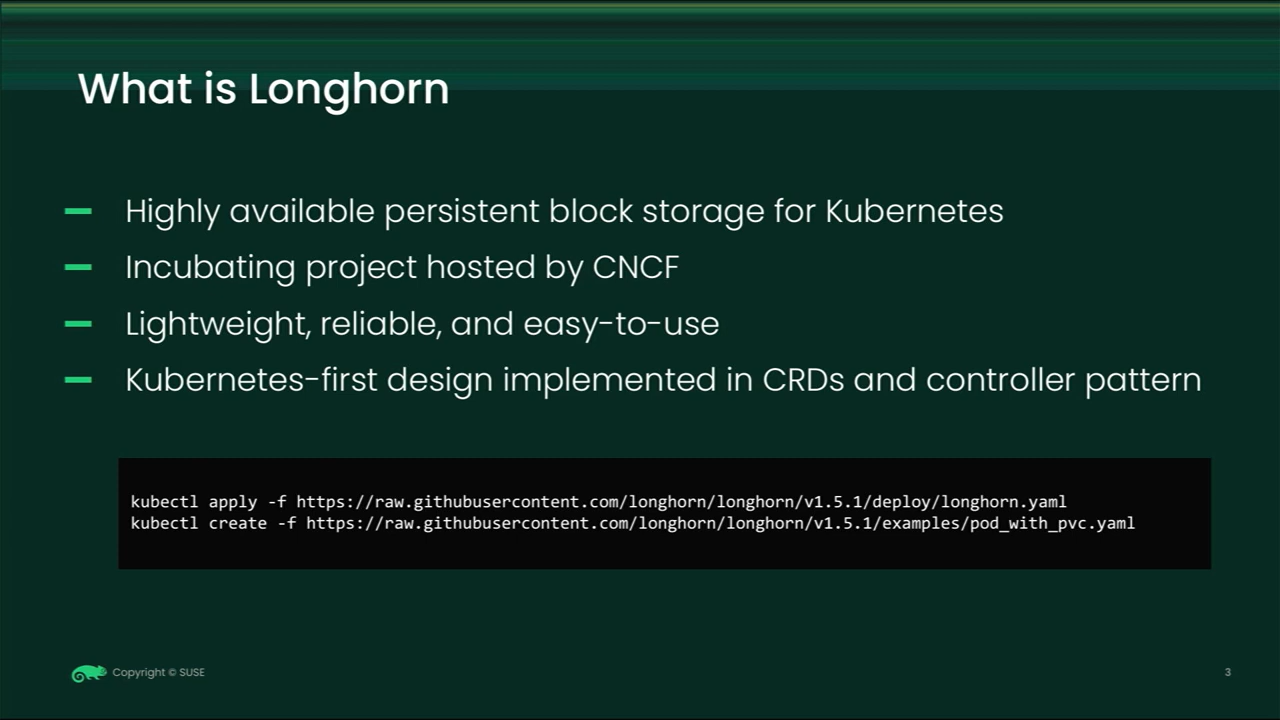 What is Longhorn
Highly available persistent block storage for Kubernetes
Incubating project hosted by CNCF
Lightweight, reliable, and easy-to-use
Kubernetes-first design implemented in CRDs and controller pattern
kubectl apply -f https://raw.githubusercontent.com/longhorn/longhorn/v1.5.1/deploy/longhorn.yaml
kubectl create -f https://raw.githubusercontent.com/longhorn/longhorn/v1.5.1/examples/pod_with_pvc.yaml
Copyright © SUSE
3